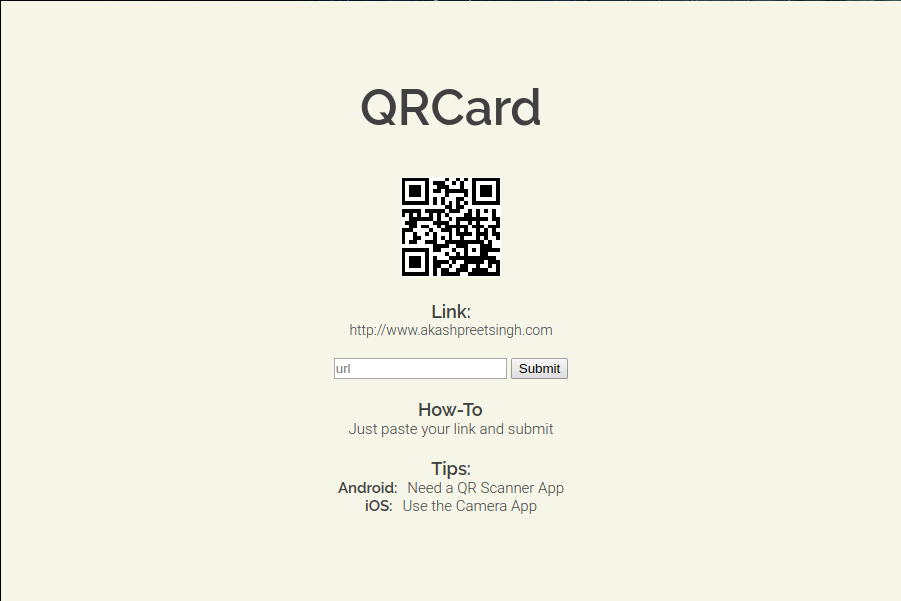 QRCard
Link:
http://www.akashpreetsingh.com
url
Submit
How-To
Just paste your link and submit
Tips:
Android: Need a QR Scanner App
iOS: Use the Camera App